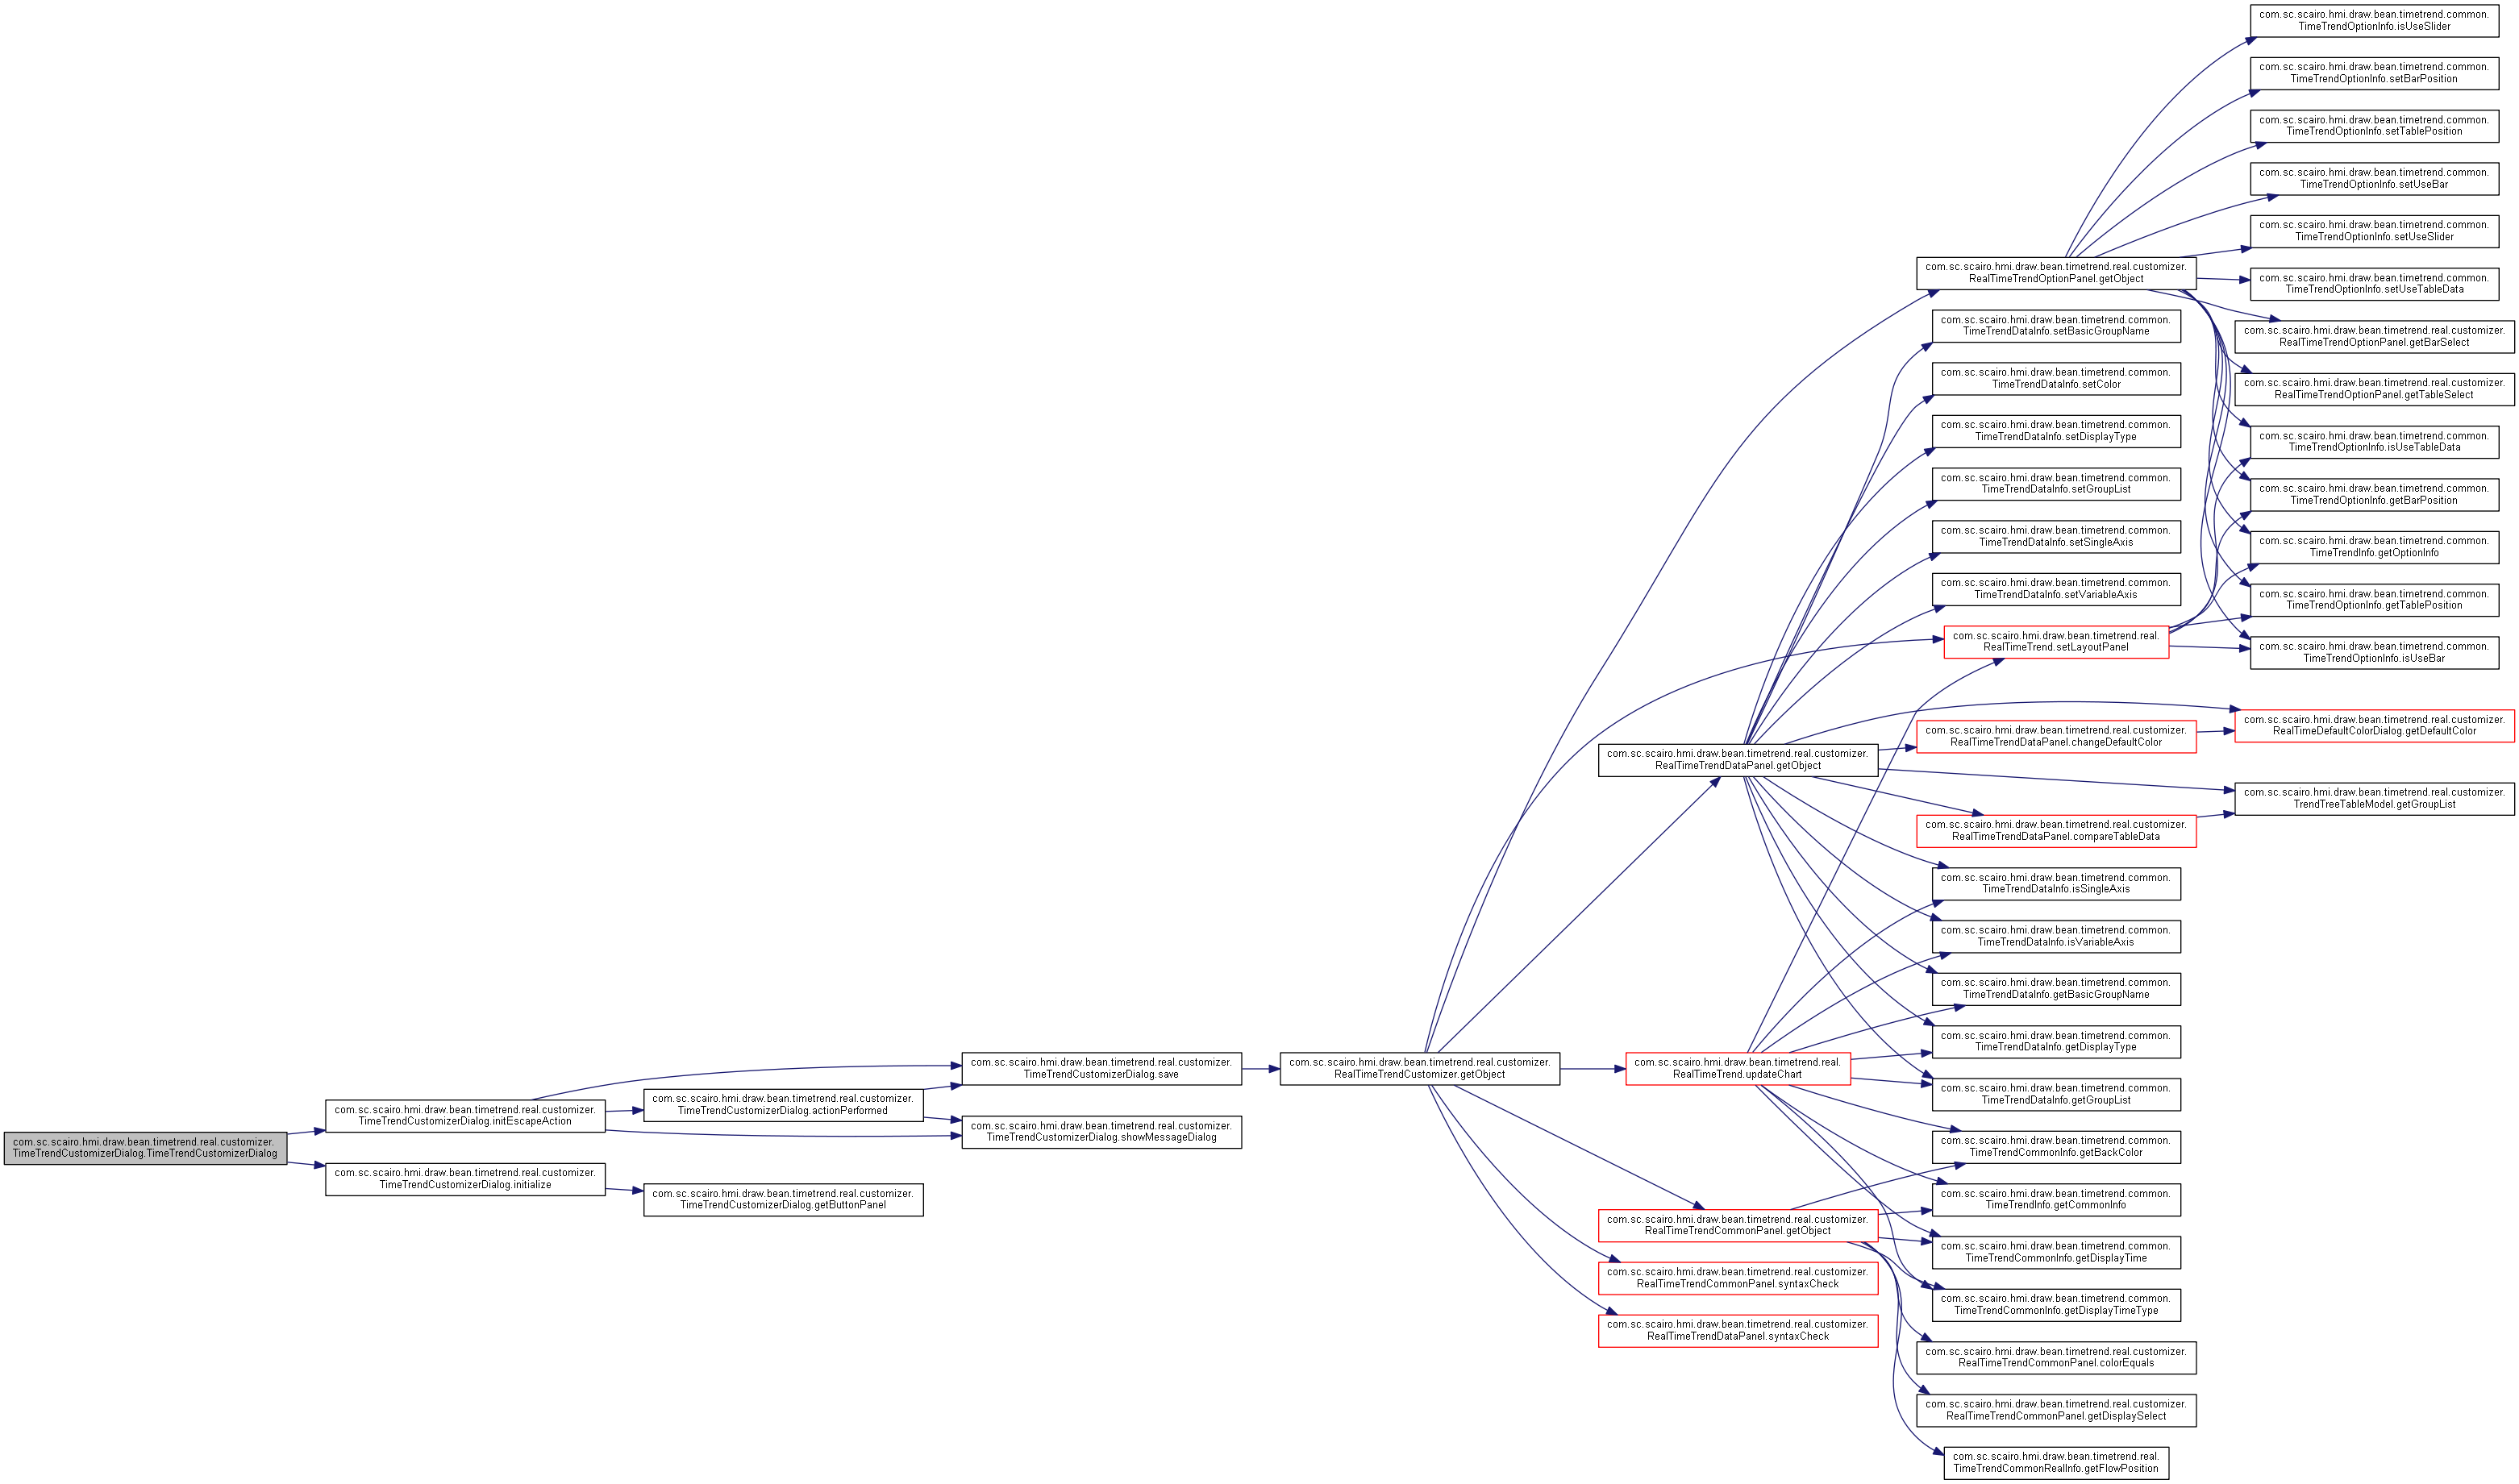 com.sc.scairo.hmi.draw.bean.timetrend.real.customizer.
TimeTrendCustomizerDialog.TimeTrendCustomizerDialog
com.sc.scairo.hmi.draw.bean.timetrend.real.customizer.
TimeTrendCustomizerDialog.initEscapeAction
com.sc.scairo.hmi.draw.bean.timetrend.real.customizer.
TimeTrendCustomizerDialog.initialize
com.sc.scairo.hmi.draw.bean.timetrend.real.customizer.
TimeTrendCustomizerDialog.actionPerformed
com.sc.scairo.hmi.draw.bean.timetrend.real.customizer.
TimeTrendCustomizerDialog.getButtonPanel
com.sc.scairo.hmi.draw.bean.timetrend.real.customizer.
TimeTrendCustomizerDialog.save
com.sc.scairo.hmi.draw.bean.timetrend.real.customizer.
TimeTrendCustomizerDialog.showMessageDialog
com.sc.scairo.hmi.draw.bean.timetrend.real.customizer.
RealTimeTrendCustomizer.getObject
com.sc.scairo.hmi.draw.bean.timetrend.real.customizer.
RealTimeTrendDataPanel.getObject
com.sc.scairo.hmi.draw.bean.timetrend.real.
RealTimeTrend.updateChart
com.sc.scairo.hmi.draw.bean.timetrend.real.customizer.
RealTimeTrendCommonPanel.getObject
com.sc.scairo.hmi.draw.bean.timetrend.real.customizer.
RealTimeTrendCommonPanel.syntaxCheck
com.sc.scairo.hmi.draw.bean.timetrend.real.customizer.
RealTimeTrendDataPanel.syntaxCheck
com.sc.scairo.hmi.draw.bean.timetrend.real.customizer.
RealTimeTrendOptionPanel.getObject
com.sc.scairo.hmi.draw.bean.timetrend.common.
TimeTrendDataInfo.setBasicGroupName
com.sc.scairo.hmi.draw.bean.timetrend.common.
TimeTrendDataInfo.setColor
com.sc.scairo.hmi.draw.bean.timetrend.common.
TimeTrendDataInfo.setDisplayType
com.sc.scairo.hmi.draw.bean.timetrend.common.
TimeTrendDataInfo.setGroupList
com.sc.scairo.hmi.draw.bean.timetrend.common.
TimeTrendDataInfo.setSingleAxis
com.sc.scairo.hmi.draw.bean.timetrend.common.
TimeTrendDataInfo.setVariableAxis
com.sc.scairo.hmi.draw.bean.timetrend.real.
RealTimeTrend.setLayoutPanel
com.sc.scairo.hmi.draw.bean.timetrend.real.customizer.
RealTimeTrendDataPanel.changeDefaultColor
com.sc.scairo.hmi.draw.bean.timetrend.real.customizer.
RealTimeTrendDataPanel.compareTableData
com.sc.scairo.hmi.draw.bean.timetrend.common.
TimeTrendDataInfo.isSingleAxis
com.sc.scairo.hmi.draw.bean.timetrend.common.
TimeTrendDataInfo.isVariableAxis
com.sc.scairo.hmi.draw.bean.timetrend.common.
TimeTrendDataInfo.getBasicGroupName
com.sc.scairo.hmi.draw.bean.timetrend.common.
TimeTrendDataInfo.getDisplayType
com.sc.scairo.hmi.draw.bean.timetrend.common.
TimeTrendDataInfo.getGroupList
com.sc.scairo.hmi.draw.bean.timetrend.common.
TimeTrendCommonInfo.getBackColor
com.sc.scairo.hmi.draw.bean.timetrend.common.
TimeTrendInfo.getCommonInfo
com.sc.scairo.hmi.draw.bean.timetrend.common.
TimeTrendCommonInfo.getDisplayTime
com.sc.scairo.hmi.draw.bean.timetrend.common.
TimeTrendCommonInfo.getDisplayTimeType
com.sc.scairo.hmi.draw.bean.timetrend.real.customizer.
RealTimeTrendCommonPanel.colorEquals
com.sc.scairo.hmi.draw.bean.timetrend.real.customizer.
RealTimeTrendCommonPanel.getDisplaySelect
com.sc.scairo.hmi.draw.bean.timetrend.real.
TimeTrendCommonRealInfo.getFlowPosition
com.sc.scairo.hmi.draw.bean.timetrend.common.
TimeTrendOptionInfo.isUseSlider
com.sc.scairo.hmi.draw.bean.timetrend.common.
TimeTrendOptionInfo.setBarPosition
com.sc.scairo.hmi.draw.bean.timetrend.common.
TimeTrendOptionInfo.setTablePosition
com.sc.scairo.hmi.draw.bean.timetrend.common.
TimeTrendOptionInfo.setUseBar
com.sc.scairo.hmi.draw.bean.timetrend.common.
TimeTrendOptionInfo.setUseSlider
com.sc.scairo.hmi.draw.bean.timetrend.common.
TimeTrendOptionInfo.setUseTableData
com.sc.scairo.hmi.draw.bean.timetrend.real.customizer.
RealTimeTrendOptionPanel.getBarSelect
com.sc.scairo.hmi.draw.bean.timetrend.real.customizer.
RealTimeTrendOptionPanel.getTableSelect
com.sc.scairo.hmi.draw.bean.timetrend.common.
TimeTrendOptionInfo.isUseTableData
com.sc.scairo.hmi.draw.bean.timetrend.common.
TimeTrendOptionInfo.getBarPosition
com.sc.scairo.hmi.draw.bean.timetrend.common.
TimeTrendInfo.getOptionInfo
com.sc.scairo.hmi.draw.bean.timetrend.common.
TimeTrendOptionInfo.getTablePosition
com.sc.scairo.hmi.draw.bean.timetrend.common.
TimeTrendOptionInfo.isUseBar
com.sc.scairo.hmi.draw.bean.timetrend.real.customizer.
RealTimeDefaultColorDialog.getDefaultColor
com.sc.scairo.hmi.draw.bean.timetrend.real.customizer.
TrendTreeTableModel.getGroupList